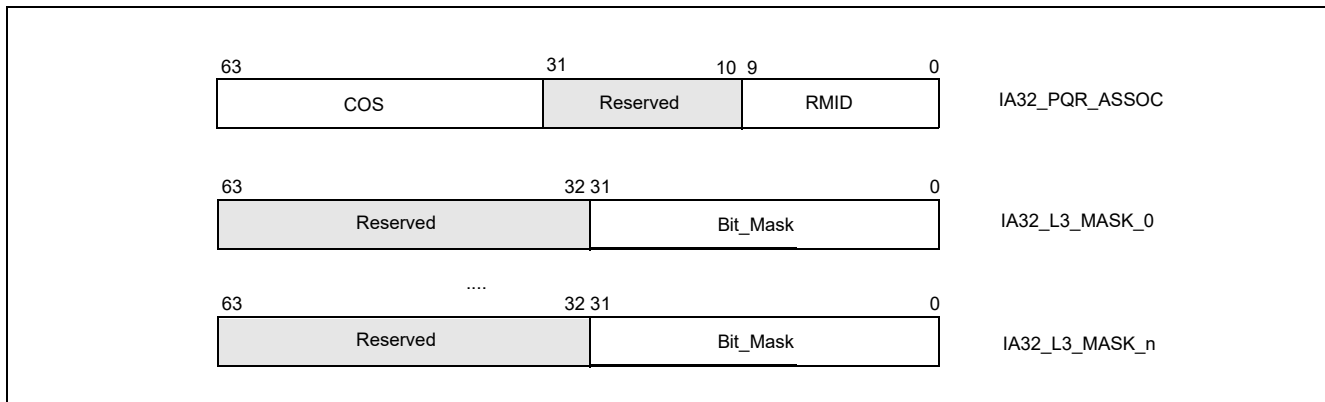 63 31 10 9 0
COS Reserved RMID IA32_PQR_ASSOC
63 32 31 0
Reserved Bit_Mask IA32_L3_MASK_0
....
63 32 31 0
Reserved Bit_Mask IA32_L3_MASK_n